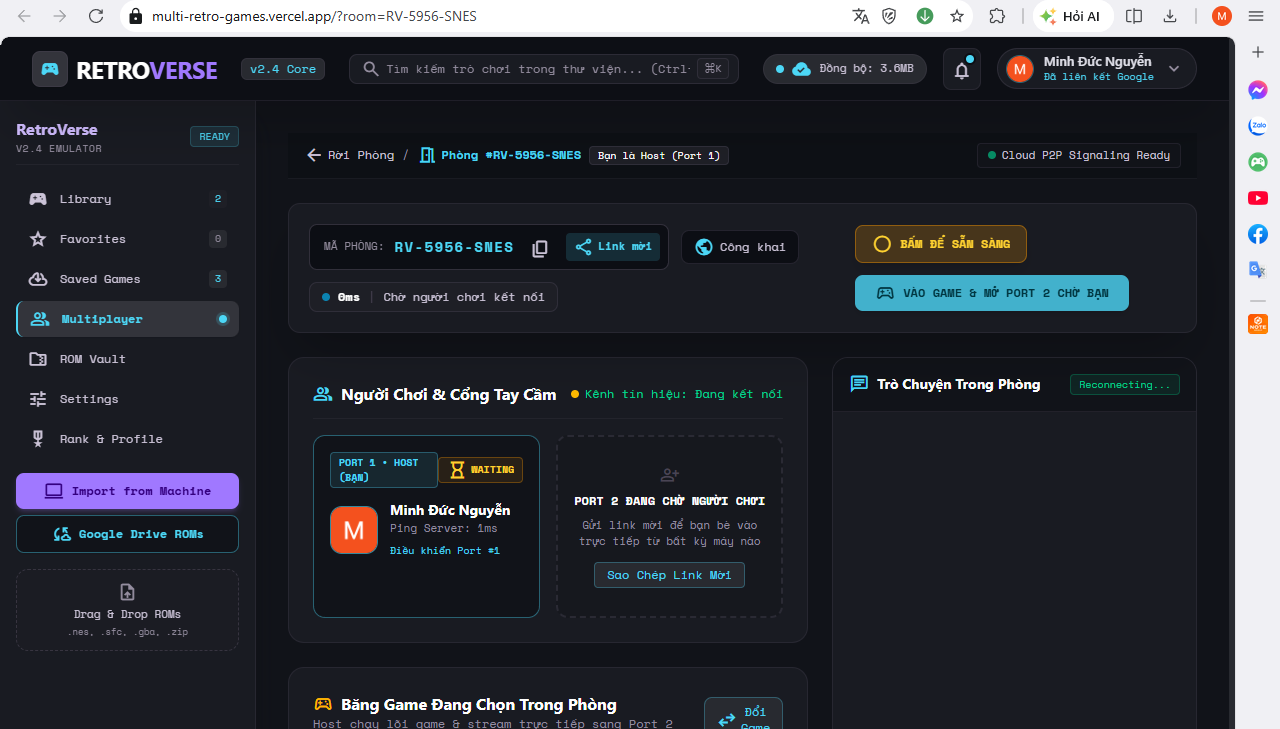 multi-retro-games.vercel.app/?room=RV-5956-SNES
Hỏi AI
M
RETROVERSE
v2.4 Core
Tìm kiếm trò chơi trong thư viện... (Ctrl-
⌘K
Đồng bộ: 3.6MB
M
Minh Đức Nguyễn
Đã liên kết Google
RetroVerse
V2.4 EMULATOR
READY
Library
2
Favorites
0
Saved Games
3
Multiplayer
ROM Vault
Settings
Rank & Profile
Import from Machine
Google Drive ROMs
Drag & Drop ROMs
.nes, .sfc, .gba, .zip
Rời Phòng / Phòng #RV-5956-SNES
Bạn là Host (Port 1)
Cloud P2P Signaling Ready
MÃ PHÒNG: RV-5956-SNES
Link mời
Công khai
0ms | Chờ người chơi kết nối
BẤM ĐỂ SẴN SÀNG
VÀO GAME & MỞ PORT 2 CHỜ BẠN
Người Chơi & Cổng Tay Cầm
Kênh tín hiệu: Đang kết nối
PORT 1 • HOST
(BẠN)
WAITING
M
Minh Đức Nguyễn
Ping Server: 1ms
Điều khiển Port #1
PORT 2 ĐANG CHỜ NGƯỜI CHƠI
Gửi link mời để bạn bè vào
trực tiếp từ bất kỳ máy nào
Sao Chép Link Mời
Trò Chuyện Trong Phòng
Reconnecting...
Băng Game Đang Chọn Trong Phòng
Host chạy lõi game & stream trực tiếp sang Port 2
Đổi
Game
Zalo
NOTE